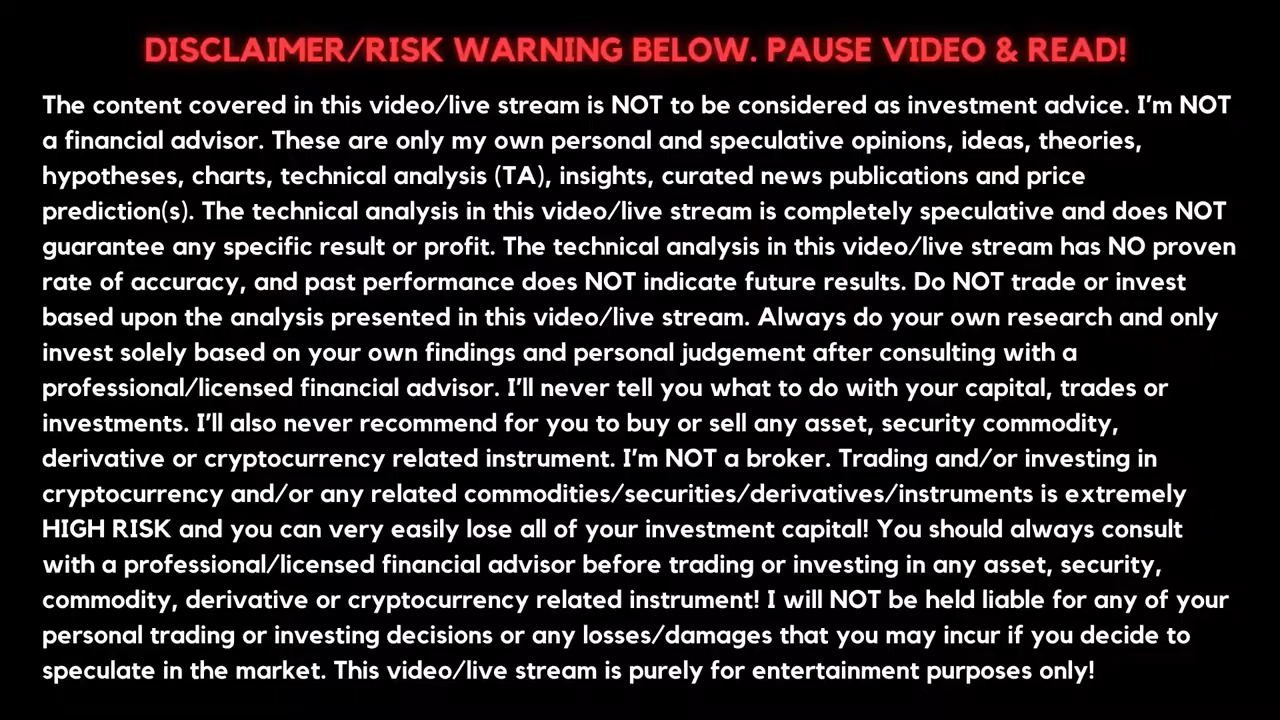 DISCLAIMER/RISK WARNING BELOW. PAUSE VIDEO & READ!
The content covered in this video/live stream is NOT to be considered as investment advice. I’m NOT
a financial advisor. These are only my own personal and speculative opinions, ideas, theories,
hypotheses, charts, technical analysis (TA), insights, curated news publications and price
prediction(s). The technical analysis in this video/live stream is completely speculative and does NOT
guarantee any specific result or profit. The technical analysis in this video/live stream has NO proven
rate of accuracy, and past performance does NOT indicate future results. Do NOT trade or invest
based upon the analysis presented in this video/live stream. Always do your own research and only
invest solely based on your own findings and personal judgement after consulting with a
professional/licensed financial advisor. I’ll never tell you what to do with your capital, trades or
investments. I’ll also never recommend for you to buy or sell any asset, security commodity,
derivative or cryptocurrency related instrument. I’m NOT a broker. Trading and/or investing in
cryptocurrency and/or any related commodities/securities/derivatives/instruments is extremely
HIGH RISK and you can very easily lose all of your investment capital! You should always consult
with a professional/licensed financial advisor before trading or investing in any asset, security,
commodity, derivative or cryptocurrency related instrument! I will NOT be held liable for any of your
personal trading or investing decisions or any losses/damages that you may incur if you decide to
speculate in the market. This video/live stream is purely for entertainment purposes only!